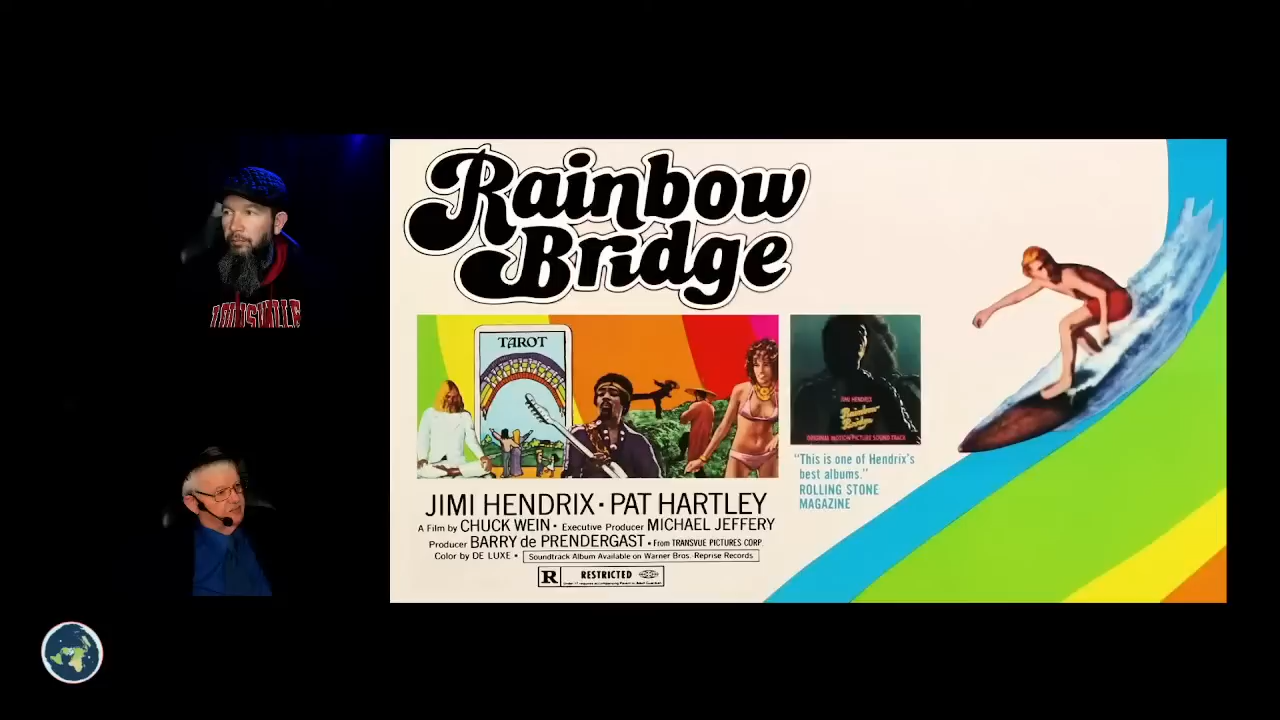 Rainbow
Bridge
TAROT
JIMI HENDRIX
Rainbow
Bridge
ORIGINAL MOTION PICTURE SOUND TRACK
"This is one of Hendrix's
best albums."
ROLLING STONE
MAGAZINE
JIMI HENDRIX • PAT HARTLEY
A Film by CHUCK WEIN • Executive Producer MICHAEL JEFFERY
Producer BARRY de PRENDERGAST • From TRANSVUE PICTURES CORP.
Color by DE LUXE • Soundtrack Album Available on Warner Bros.-Reprise Records
R RESTRICTED